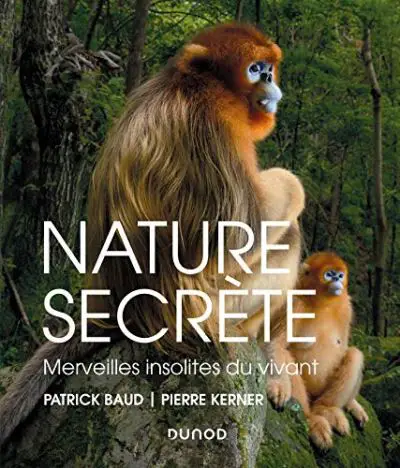 NATURE
SECRÈTE
Merveilles insolites du vivant
PATRICK BAUD | PIERRE KERNER
DUNOD